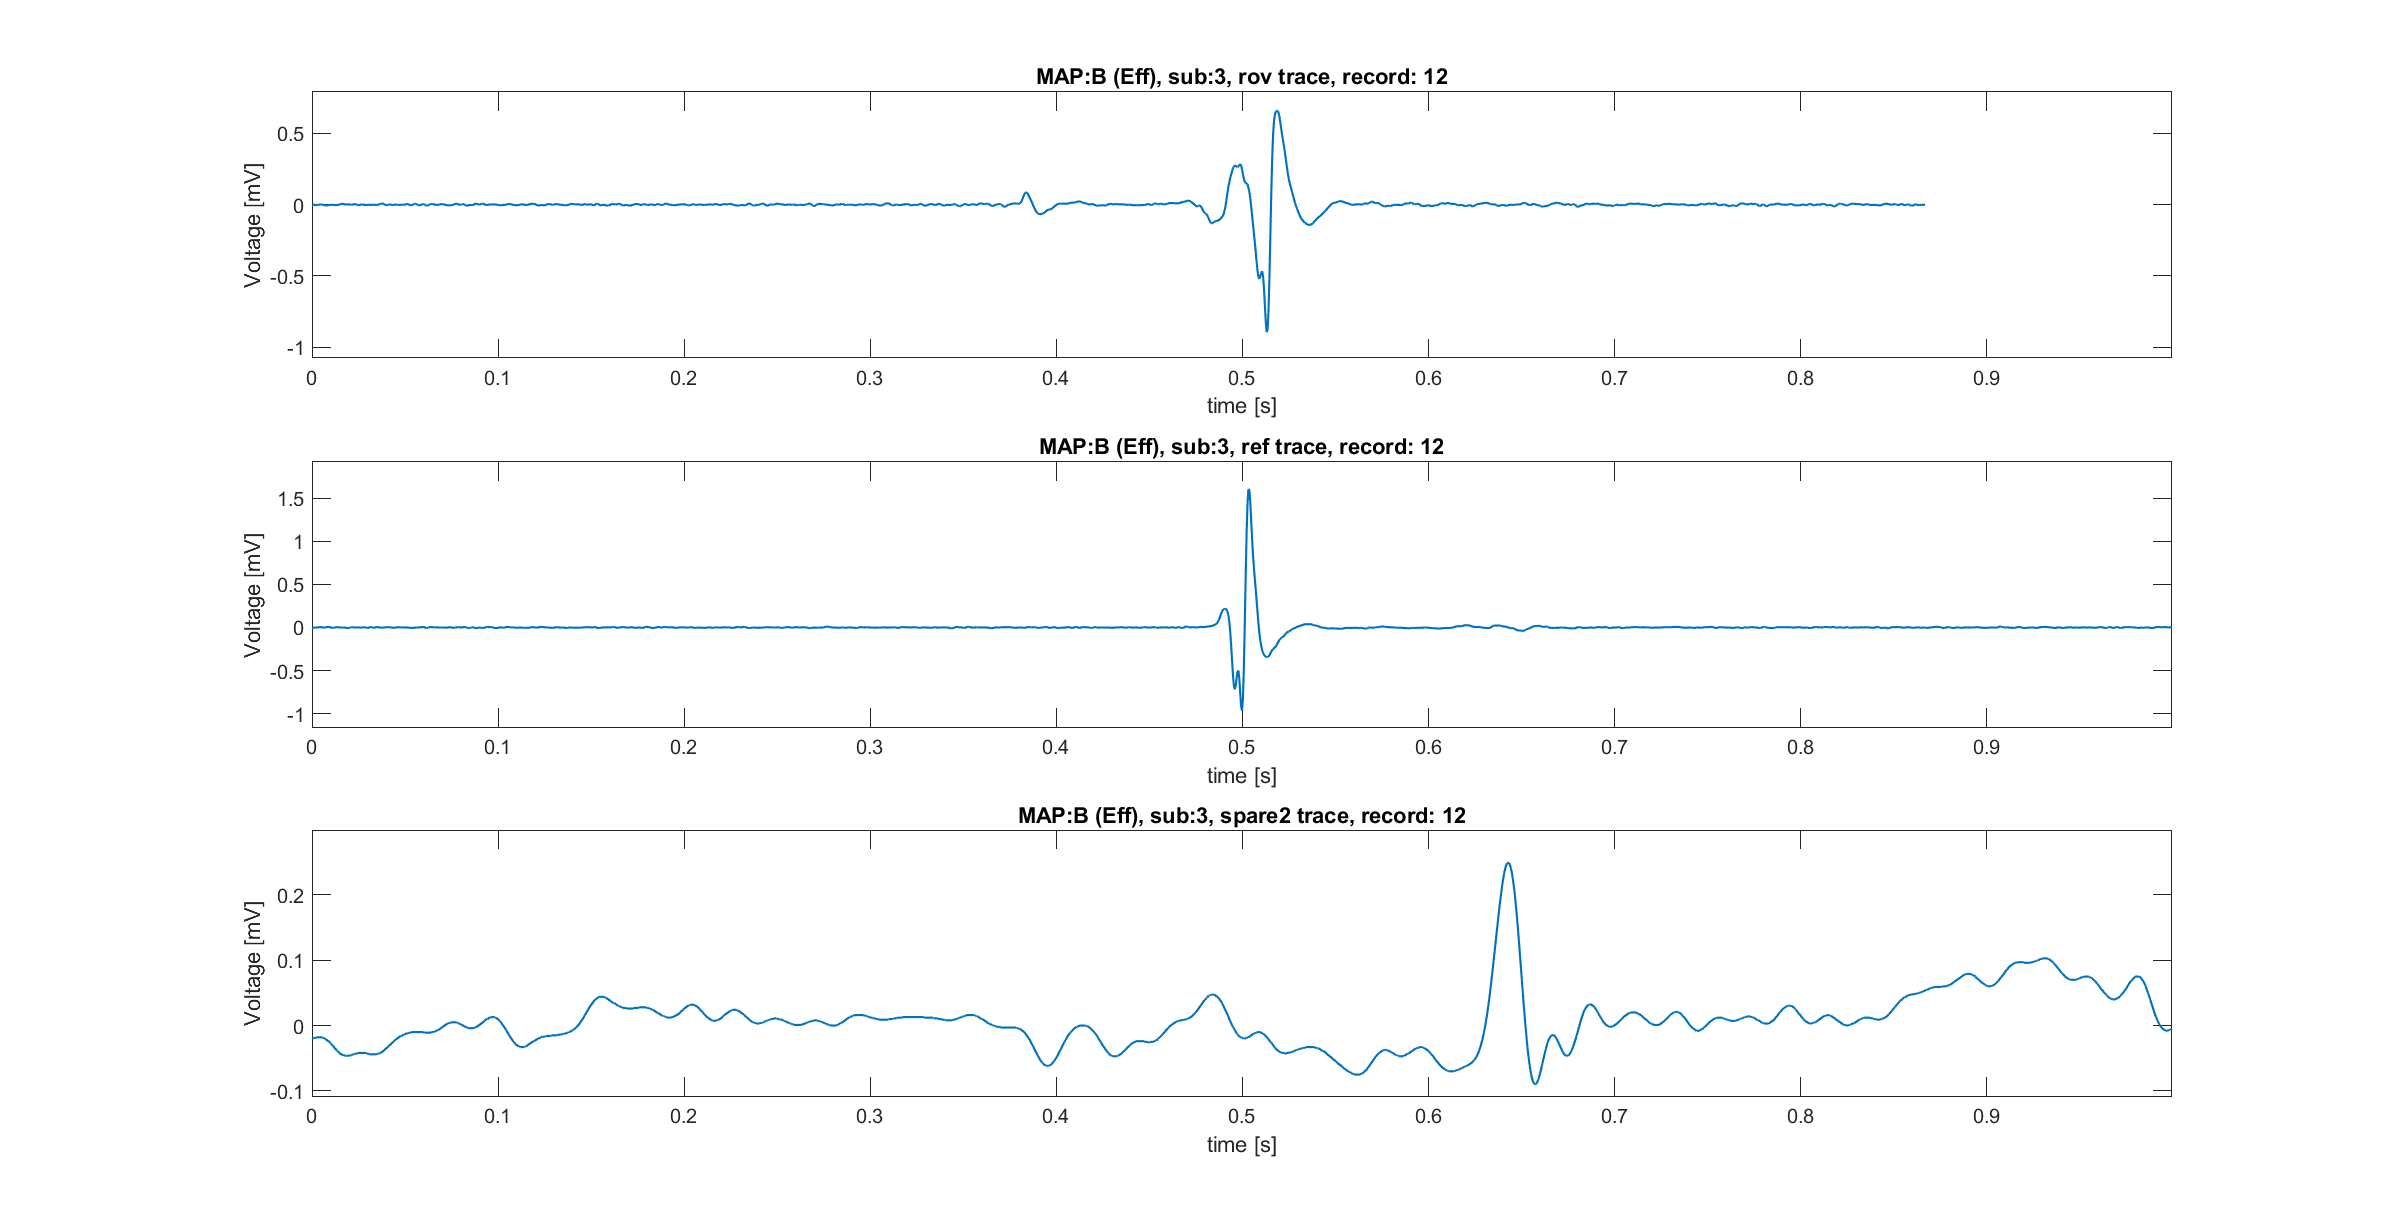 MAP:B (Eff), sub:3, rov trace, record: 12
Voltage [mV]
0.5
0
-0.5
-1
0 0.1 0.2 0.3 0.4 0.5 0.6 0.7 0.8 0.9
time [s]
MAP:B (Eff), sub:3, ref trace, record: 12
Voltage [mV]
1.5
1
0.5
0
-0.5
-1
0 0.1 0.2 0.3 0.4 0.5 0.6 0.7 0.8 0.9
time [s]
MAP:B (Eff), sub:3, spare2 trace, record: 12
Voltage [mV]
0.2
0.1
0
-0.1
0 0.1 0.2 0.3 0.4 0.5 0.6 0.7 0.8 0.9
time [s]